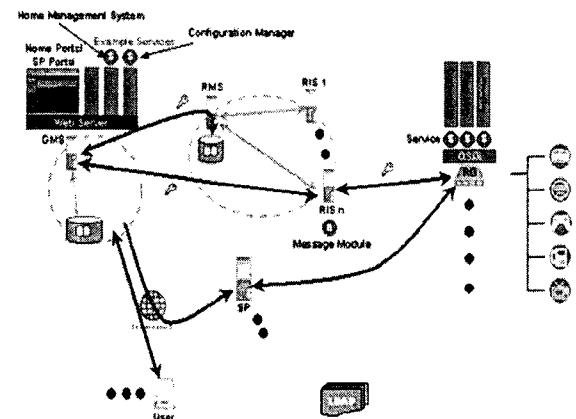 Home Management System
Example Services
Configuration Manager
Home Portal
SP Portal
Web Server
GMS
RMS
RIS 1
Service
OSGi
RG
RIS n
Message Module
SP
User